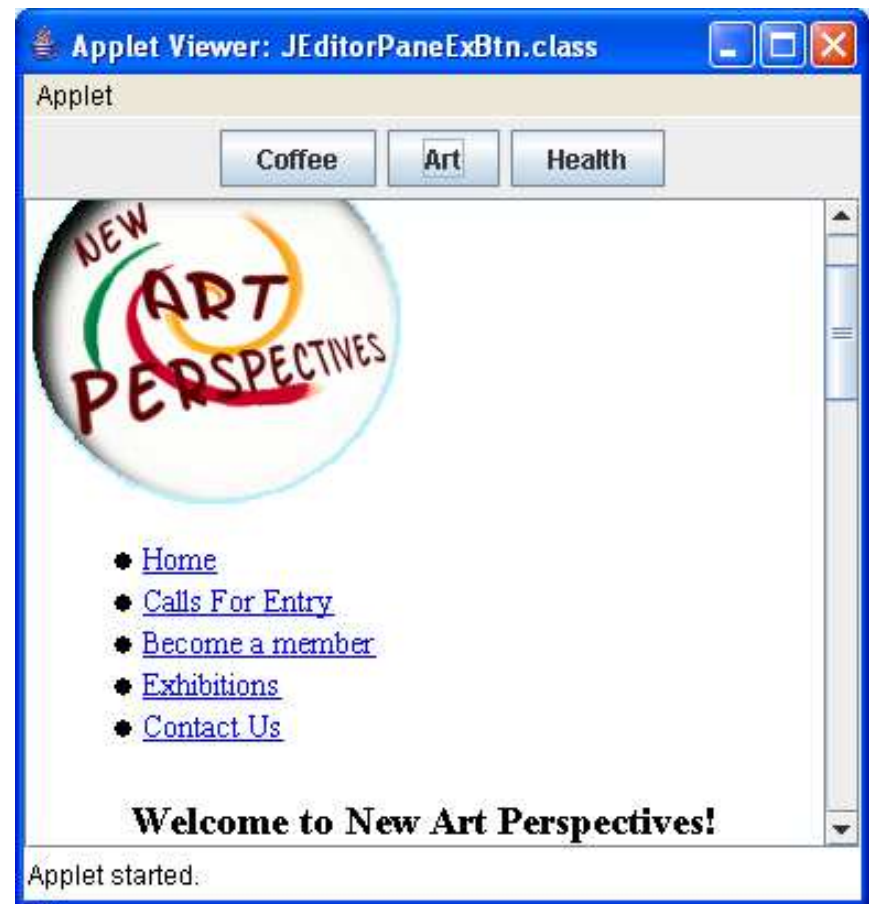 Applet Viewer: JEditorPaneExBtn.class
Applet
Coffee Art Health
NEW
ART
PERSPECTIVES
Home
Calls For Entry
Become a member
Exhibitions
Contact Us
Welcome to New Art Perspectives!
Applet started.